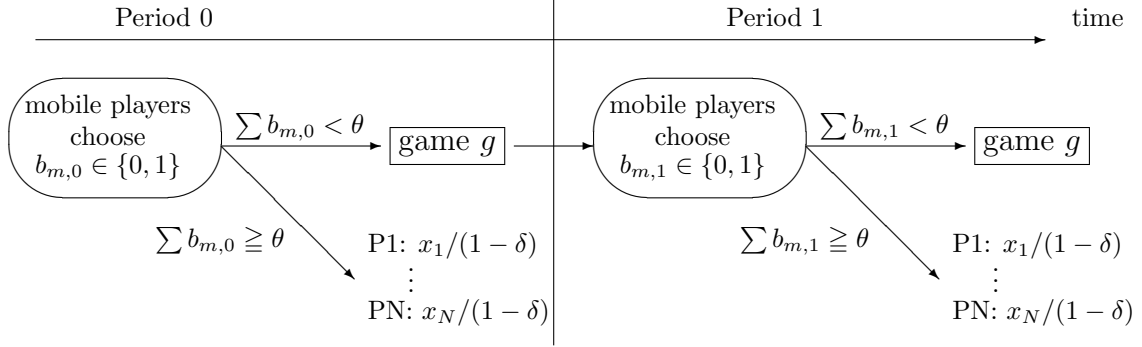 Period 0
Period 1
time
mobile players
choose
b_{m,0} ∈ {0, 1}
∑ b_{m,0} < θ
game g
∑ b_{m,0} ≧ θ
P1: x_1/(1 − δ)
⋮
PN: x_N/(1 − δ)
mobile players
choose
b_{m,1} ∈ {0, 1}
∑ b_{m,1} < θ
game g
∑ b_{m,1} ≧ θ
P1: x_1/(1 − δ)
⋮
PN: x_N/(1 − δ)